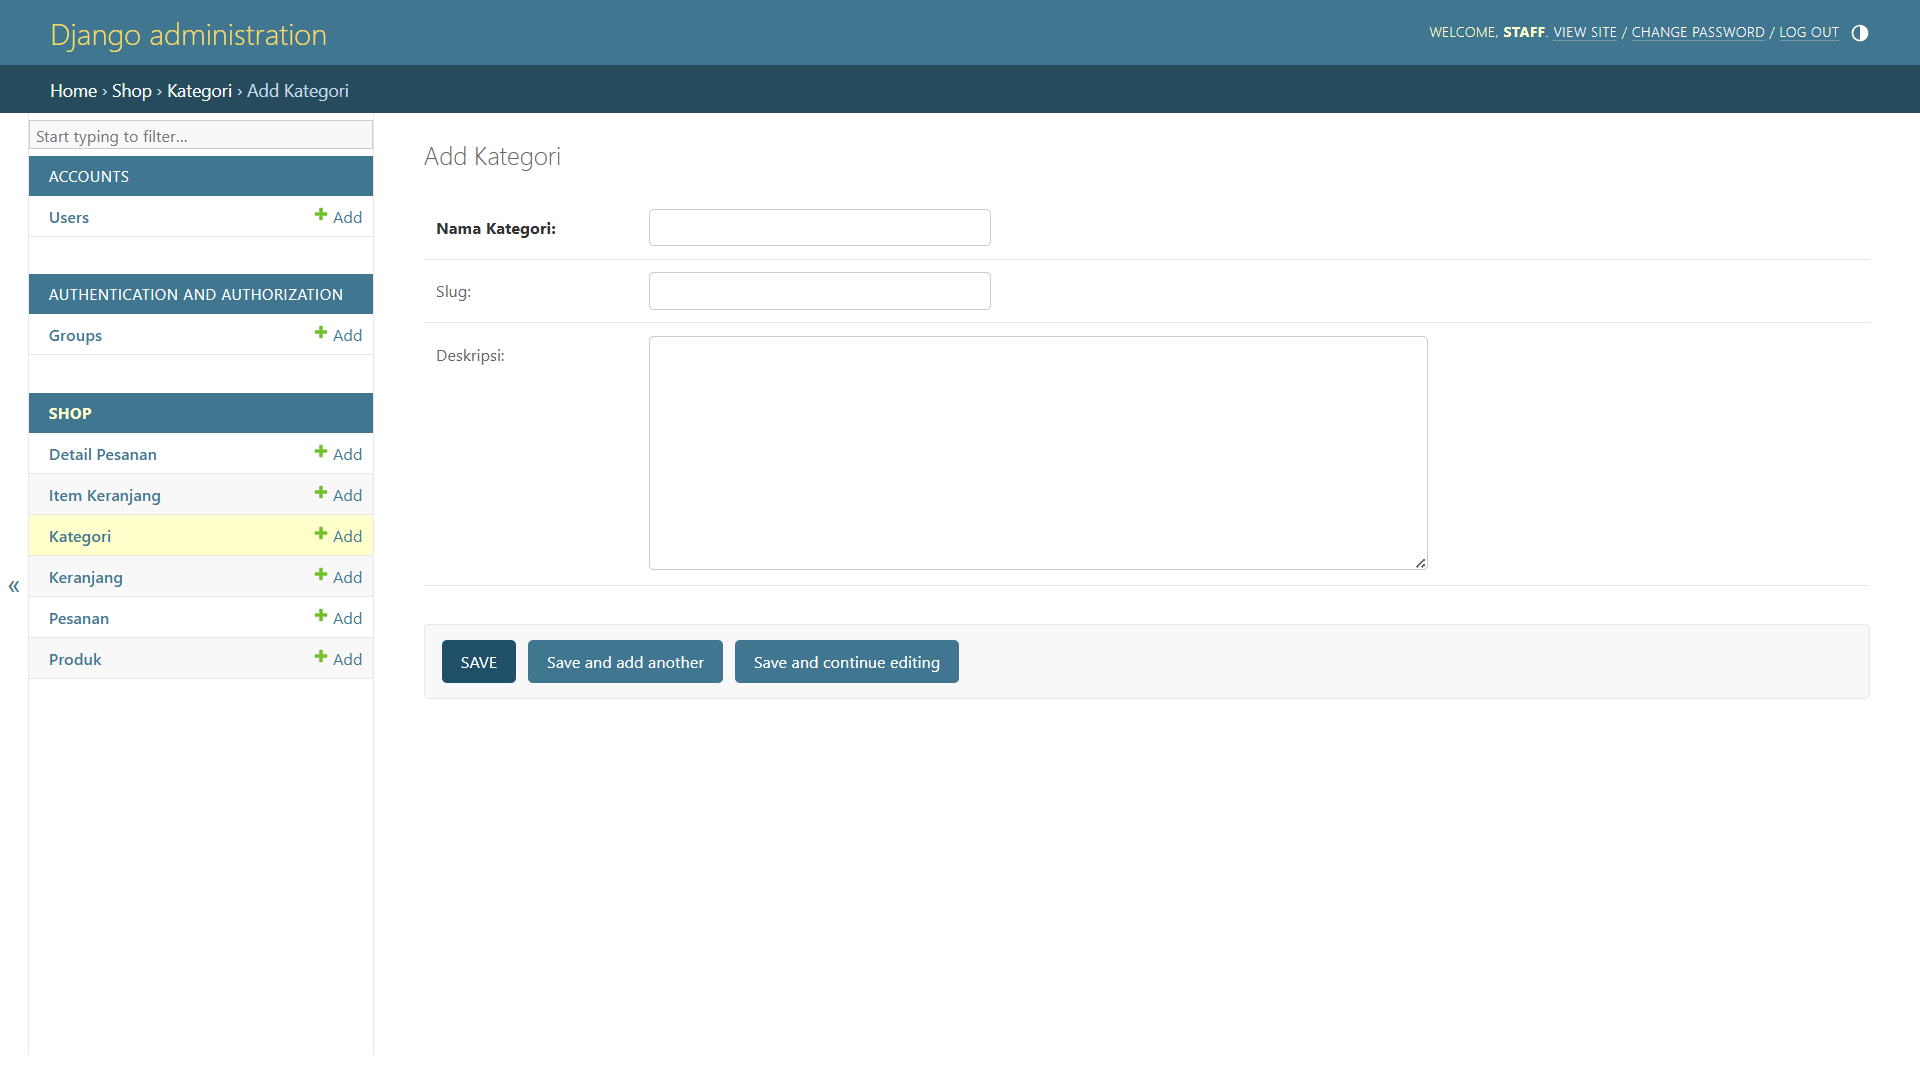 Django administration
WELCOME, STAFF. VIEW SITE / CHANGE PASSWORD / LOG OUT
Home › Shop › Kategori › Add Kategori
Start typing to filter...
ACCOUNTS
Users
Add
AUTHENTICATION AND AUTHORIZATION
Groups
Add
SHOP
Detail Pesanan
Add
Item Keranjang
Add
Kategori
Add
Keranjang
Add
Pesanan
Add
Produk
Add
«
Add Kategori
Nama Kategori:
Slug:
Deskripsi:
SAVE
Save and add another
Save and continue editing